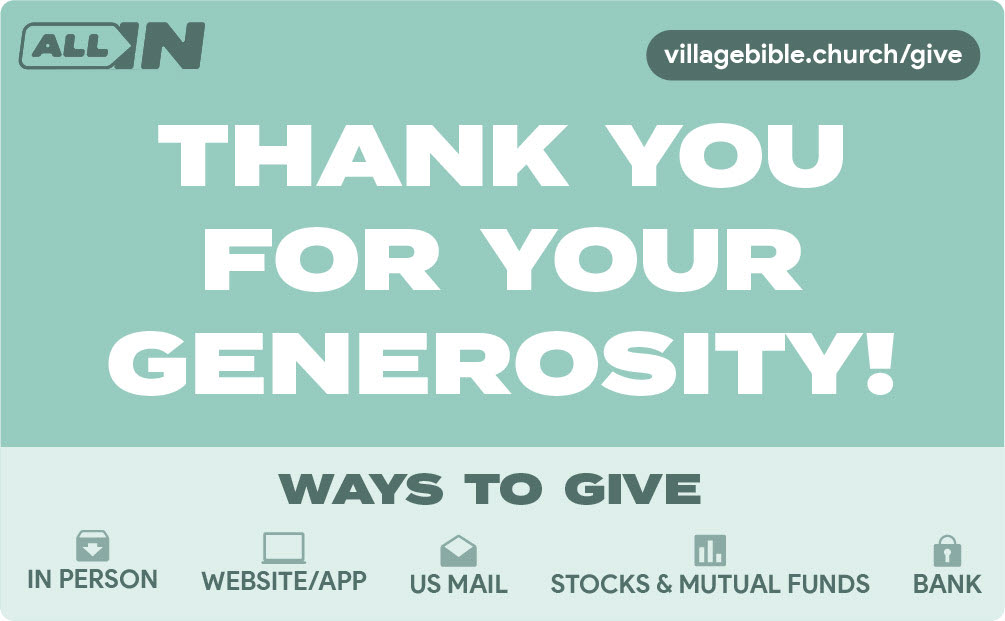 ALL IN
villagebible.church/give
THANK YOU
FOR YOUR
GENEROSITY!
WAYS TO GIVE
IN PERSON
WEBSITE/APP
US MAIL
STOCKS & MUTUAL FUNDS
BANK